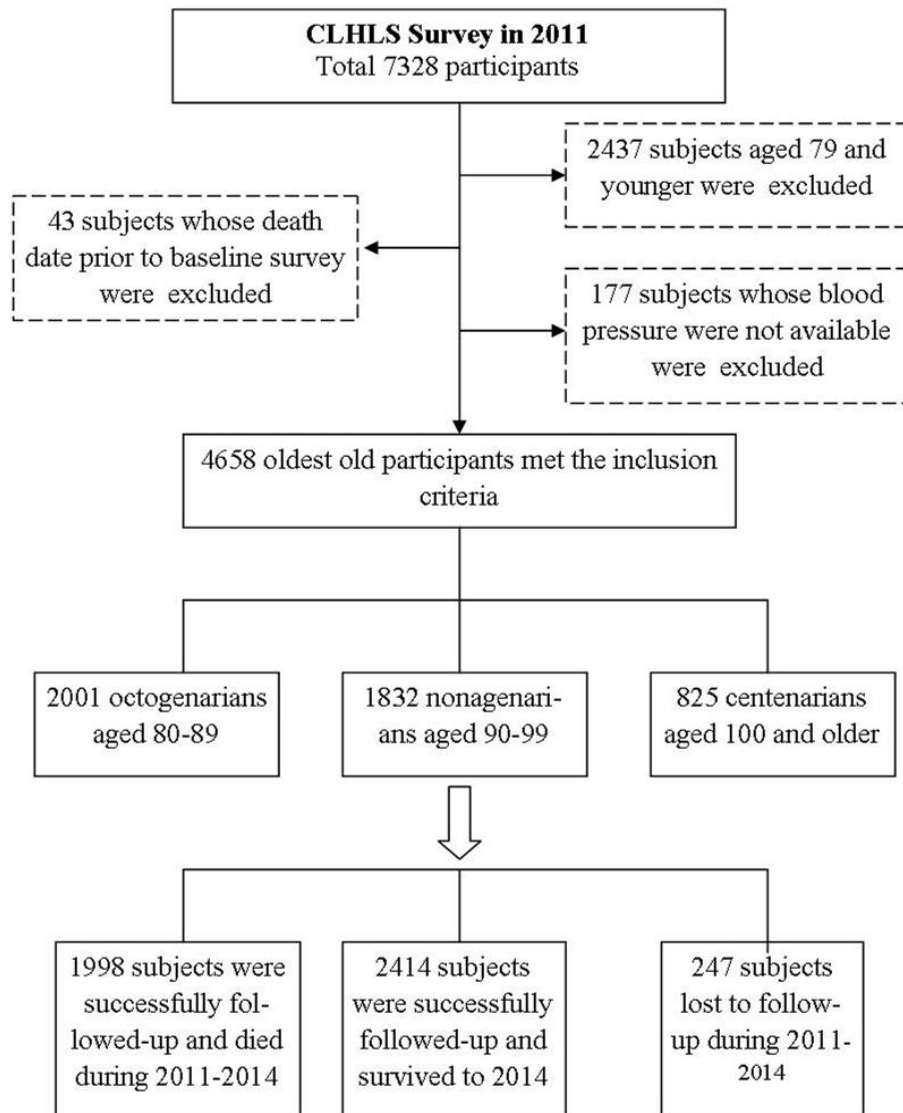 CLHLS Survey in 2011
Total 7328 participants
2437 subjects aged 79 and
younger were excluded
43 subjects whose death
date prior to baseline survey
were excluded
177 subjects whose blood
pressure were not available
were excluded
4658 oldest old participants met the inclusion
criteria
2001 octogenarians
aged 80-89
1832 nonagenari-
ans aged 90-99
825 centenarians
aged 100 and older
1998 subjects were
successfully fol-
lowed-up and died
during 2011-2014
2414 subjects
were successfully
followed-up and
survived to 2014
247 subjects
lost to follow-
up during 2011-
2014